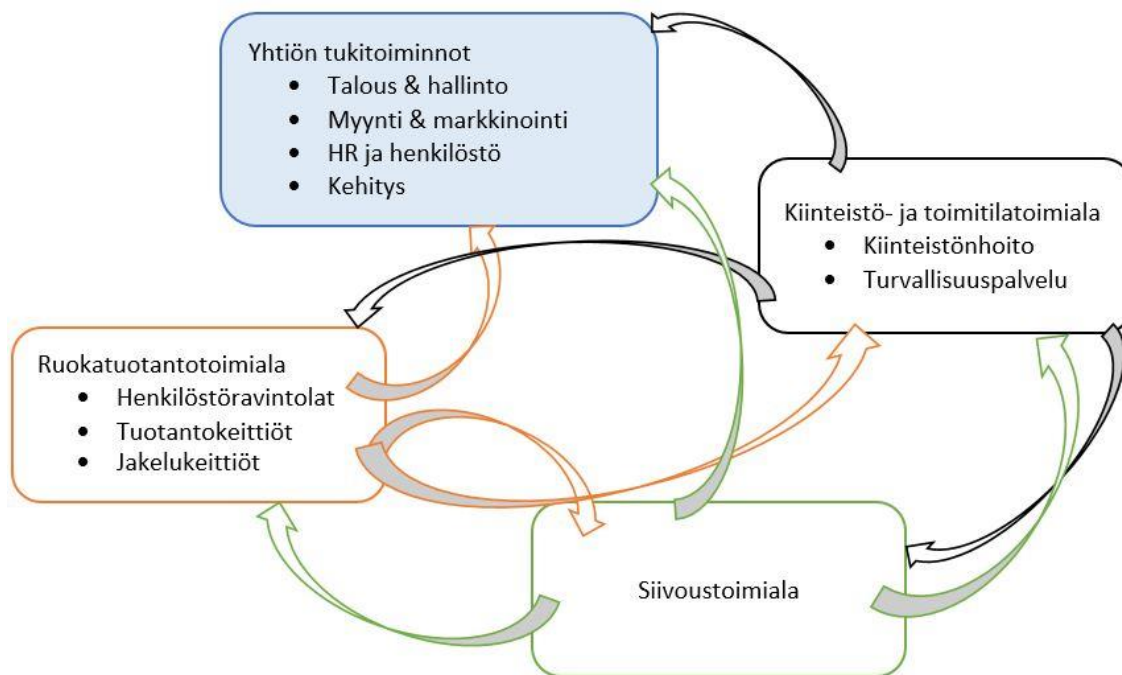 Yhtiön tukitoiminnot
• Talous & hallinto
• Myynti & markkinointi
• HR ja henkilöstö
• Kehitys
Kiinteistö- ja toimitilatoimiala
• Kiinteistönhoito
• Turvallisuuspalvelu
Ruokatuotantotoimiala
• Henkilöstöravintolat
• Tuotantokeittiöt
• Jakelukeittiöt
Siivoustoimiala